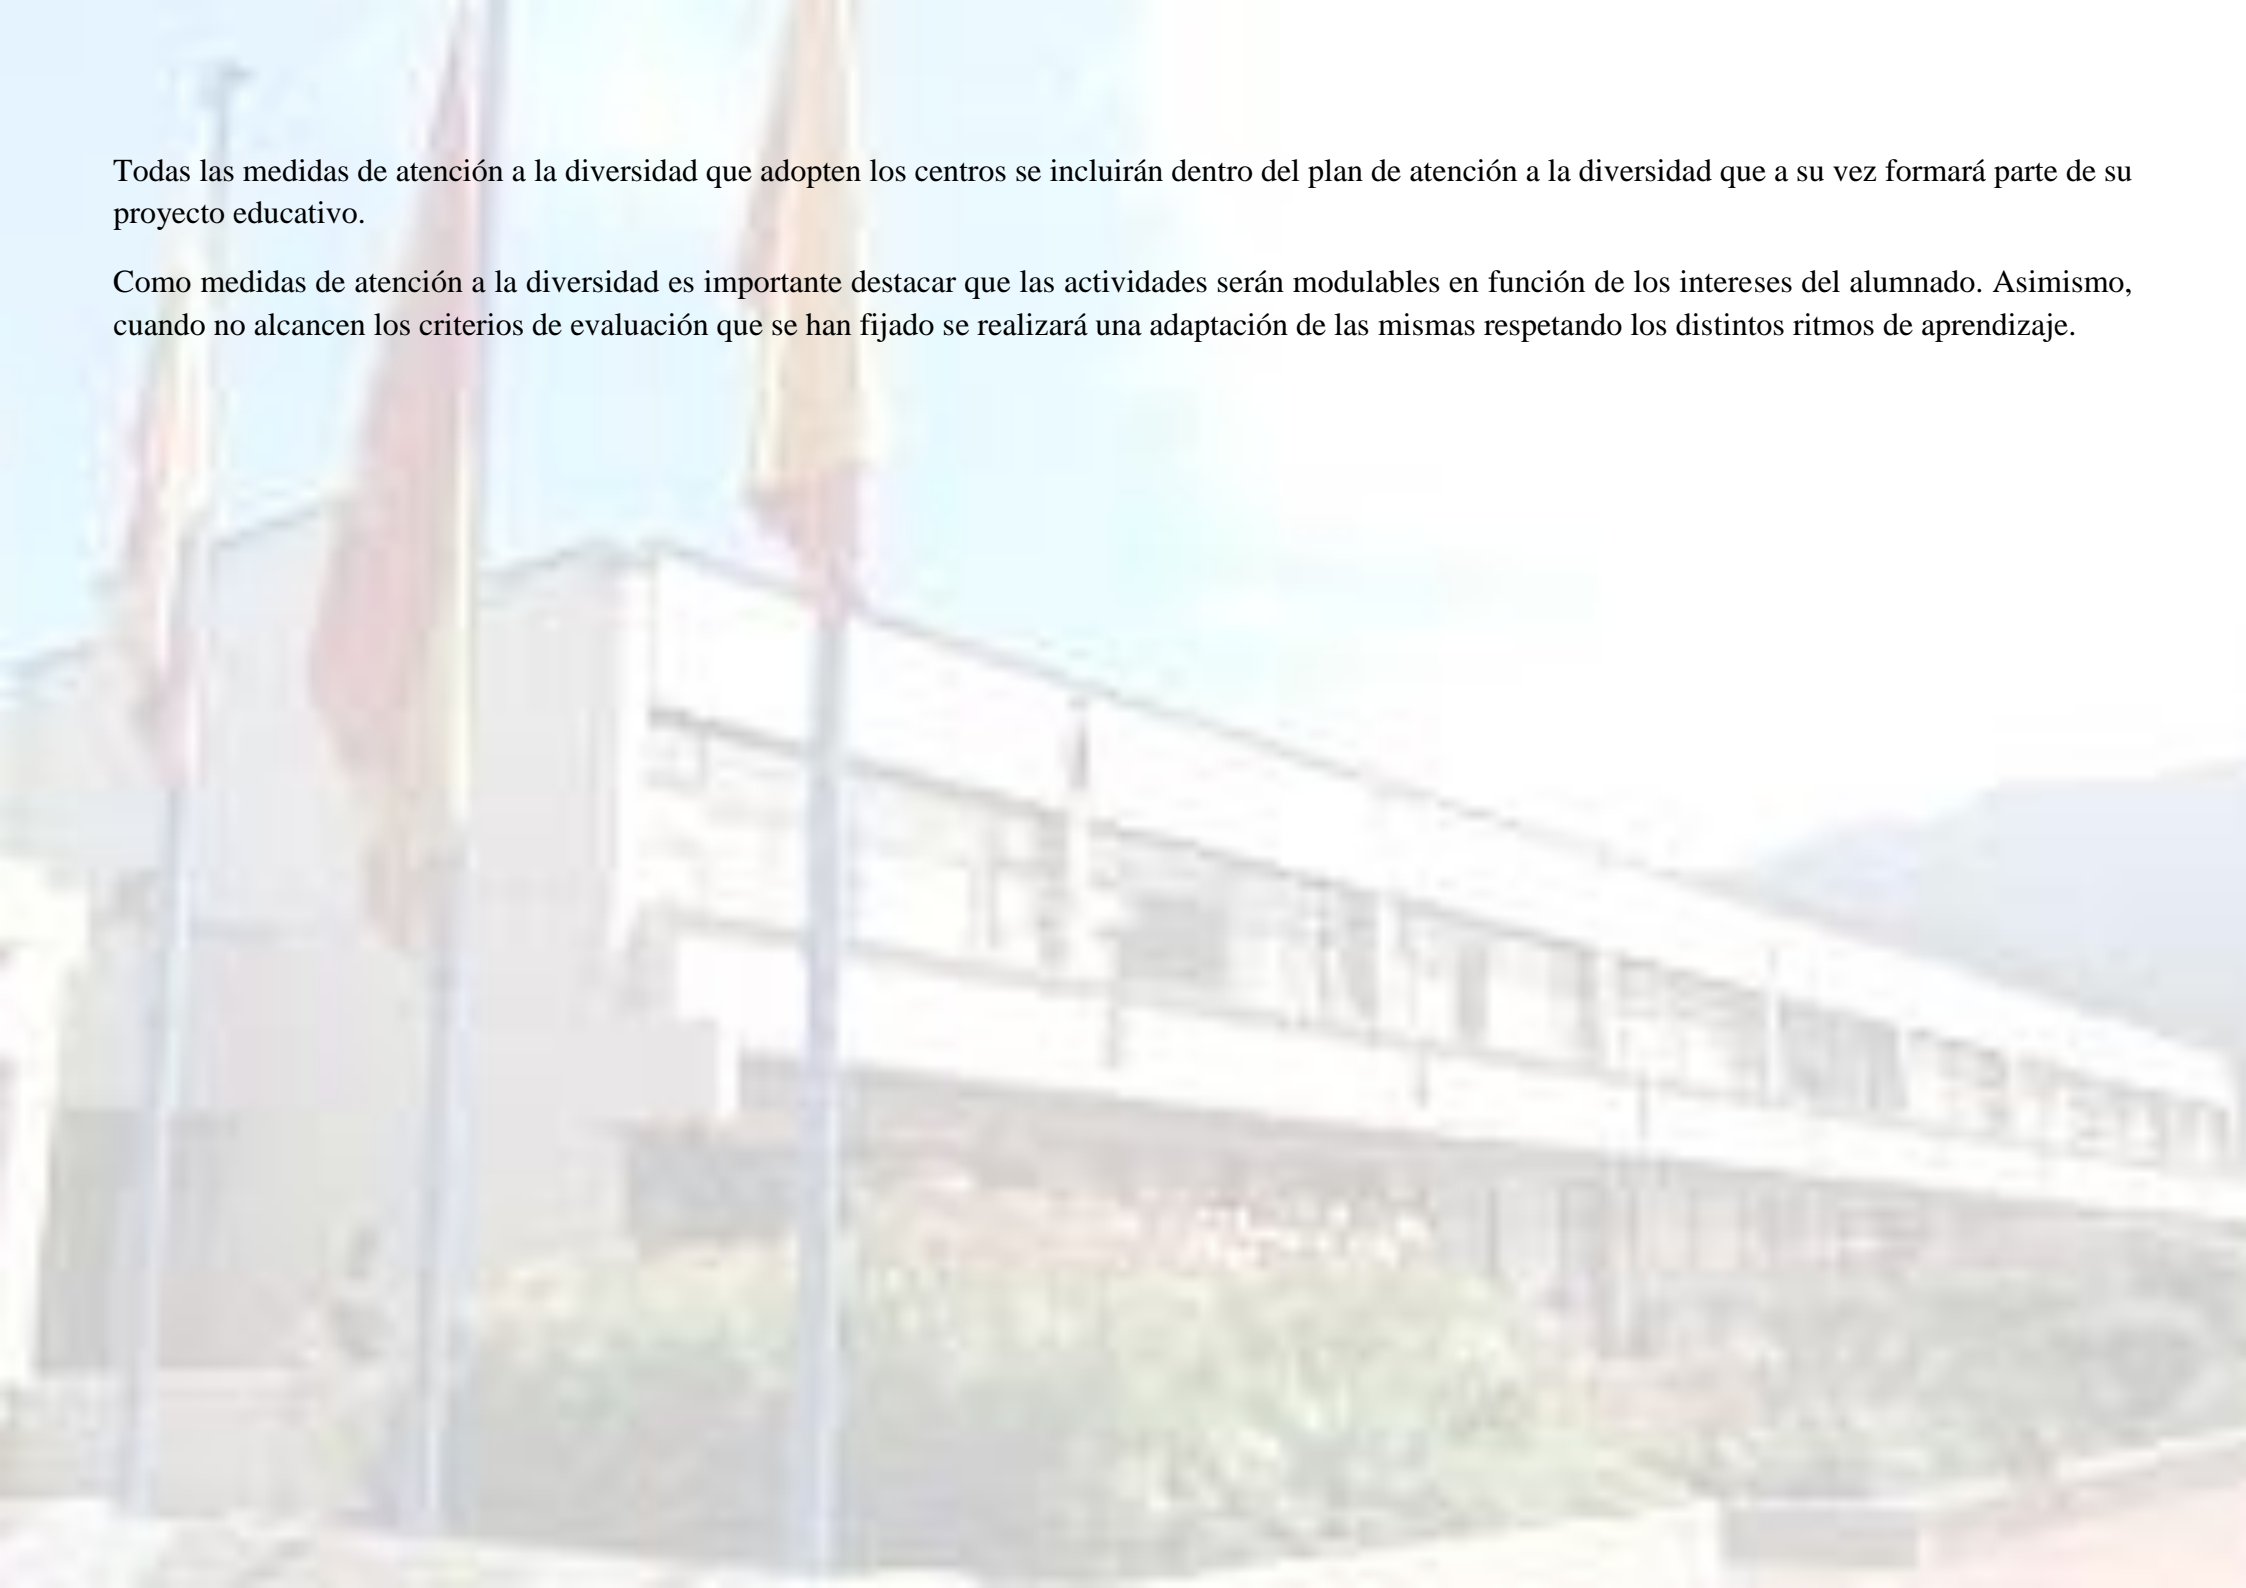 Todas las medidas de atención a la diversidad que adopten los centros se incluirán dentro del plan de atención a la diversidad que a su vez formará parte de su
proyecto educativo.
Como medidas de atención a la diversidad es importante destacar que las actividades serán modulables en función de los intereses del alumnado. Asimismo,
cuando no alcancen los criterios de evaluación que se han fijado se realizará una adaptación de las mismas respetando los distintos ritmos de aprendizaje.